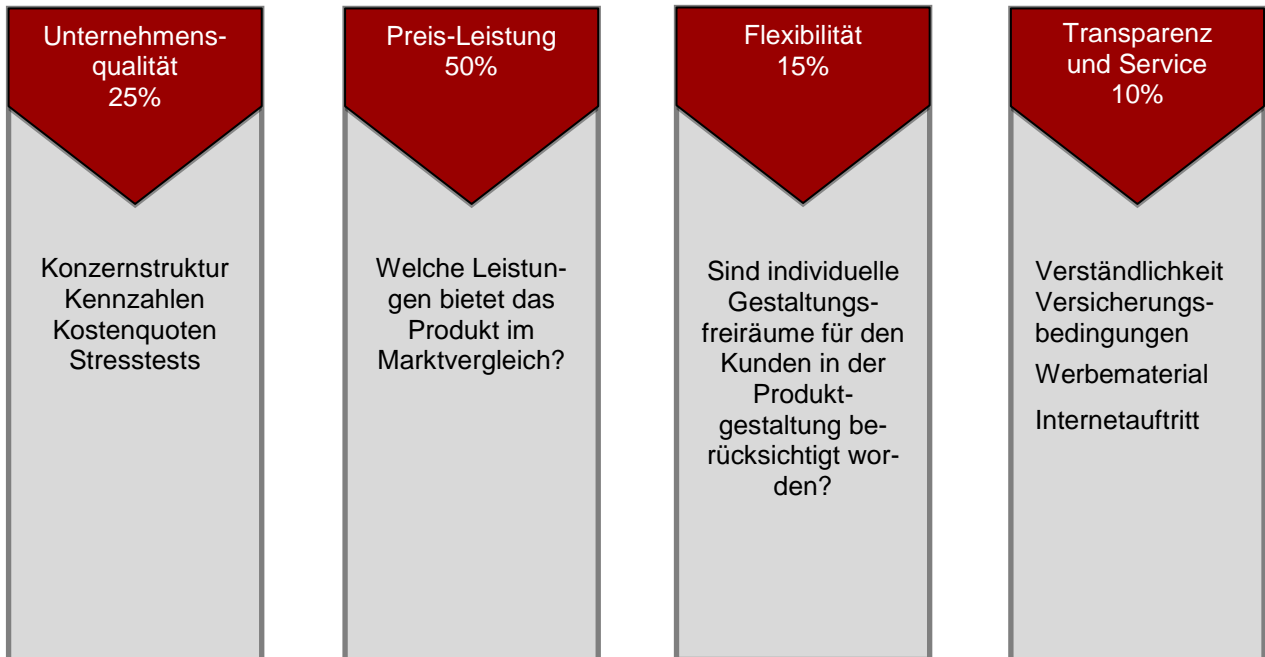 Unternehmens-
qualität
25%
Konzernstruktur
Kennzahlen
Kostenquoten
Stresstests
Preis-Leistung
50%
Welche Leistun-
gen bietet das
Produkt im
Marktvergleich?
Flexibilität
15%
Sind individuelle
Gestaltungs-
freiräume für den
Kunden in der
Produkt-
gestaltung be-
rücksichtigt wor-
den?
Transparenz
und Service
10%
Verständlichkeit
Versicherungs-
bedingungen
Werbematerial
Internetauftritt